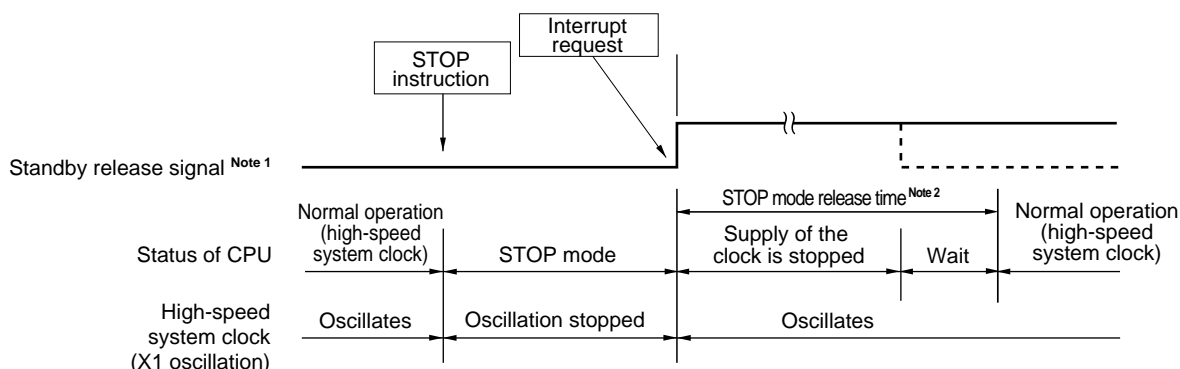 Interrupt
request
STOP
instruction
Standby release signal Note 1
STOP mode release time Note 2
Normal operation
(high-speed
system clock)
Supply of the
clock is stopped
Normal operation
(high-speed
system clock)
Status of CPU
STOP mode
Wait
High-speed
system clock
(X1 oscillation)
Oscillates
Oscillation stopped
Oscillates